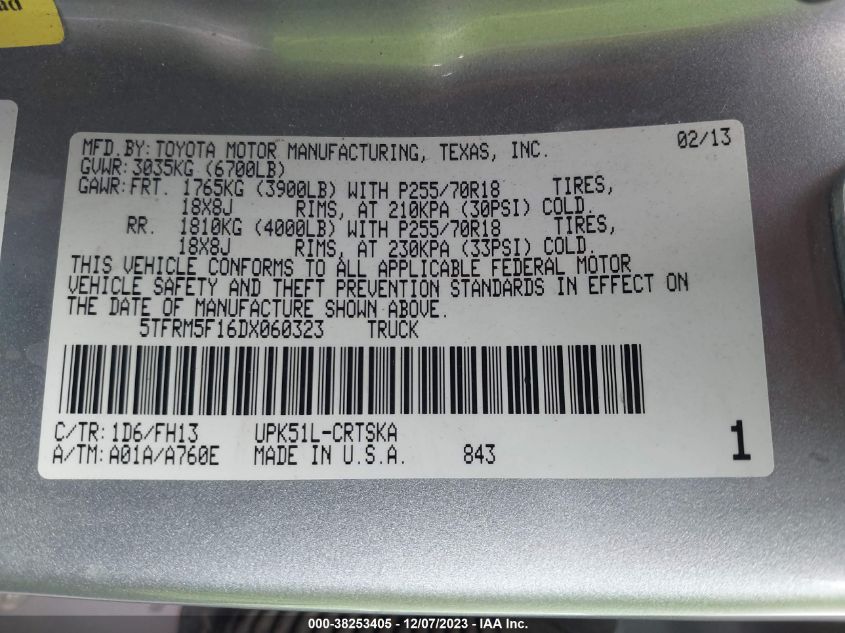 ad
MFD.BY: TOYOTA MOTOR MANUFACTURING, TEXAS, INC. 02/13
GVWR: 3035KG (6700LB)
GAWR: FRT. 1765KG (3900LB) WITH P255/70R18 TIRES,
18X8J RIMS, AT 210KPA (30PSI) COLD.
RR. 1810KG (4000LB) WITH P255/70R18 TIRES,
18X8J RIMS, AT 230KPA (33PSI) COLD.
THIS VEHICLE CONFORMS TO ALL APPLICABLE FEDERAL MOTOR
VEHICLE SAFETY AND THEFT PREVENTION STANDARDS IN EFFECT ON
THE DATE OF MANUFACTURE SHOWN ABOVE.
5TFRM5F16DX060323 TRUCK
C/TR: 1D6/FH13 UPK51L-CRTSKA
A/TM: A01A/A760E MADE IN U.S.A. 843 1
000-38253405 - 12/07/2023 - IAA Inc.